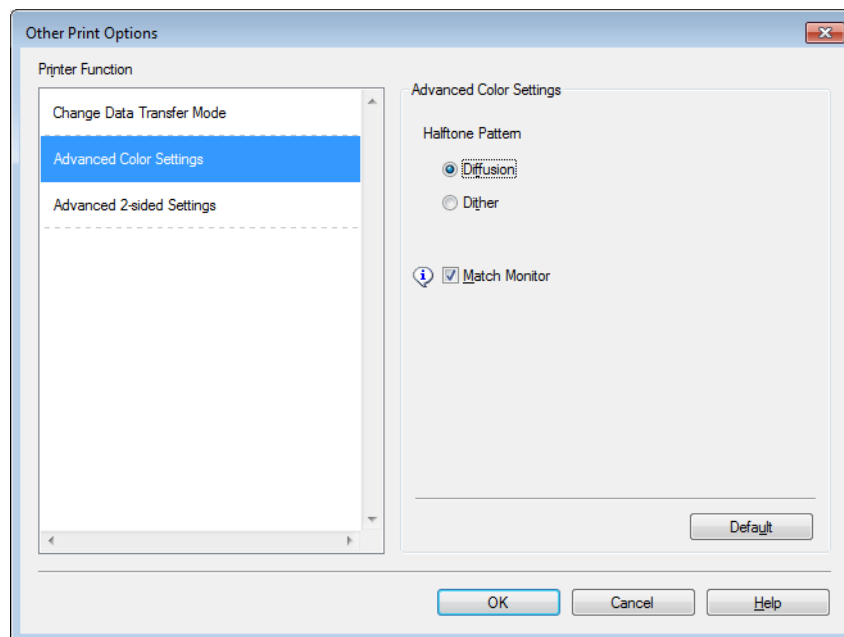 Other Print Options
Printer Function
Change Data Transfer Mode
Advanced Color Settings
Advanced 2-sided Settings
Advanced Color Settings
Halftone Pattern
Diffusion
Dither
Match Monitor
Default
OK
Cancel
Help